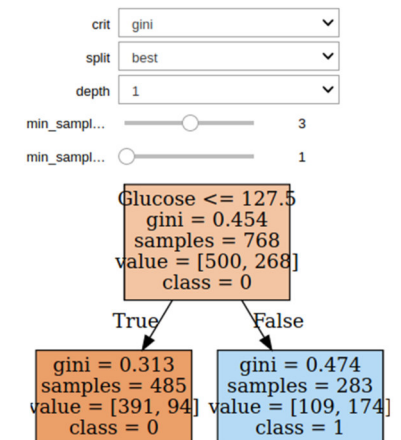 crit gini
split best
depth 1
min_sampl... 3
min_sampl... 1
Glucose <= 127.5
gini = 0.454
samples = 768
value = [500, 268]
class = 0
True False
gini = 0.313
samples = 485
value = [391, 94]
class = 0
gini = 0.474
samples = 283
value = [109, 174]
class = 1